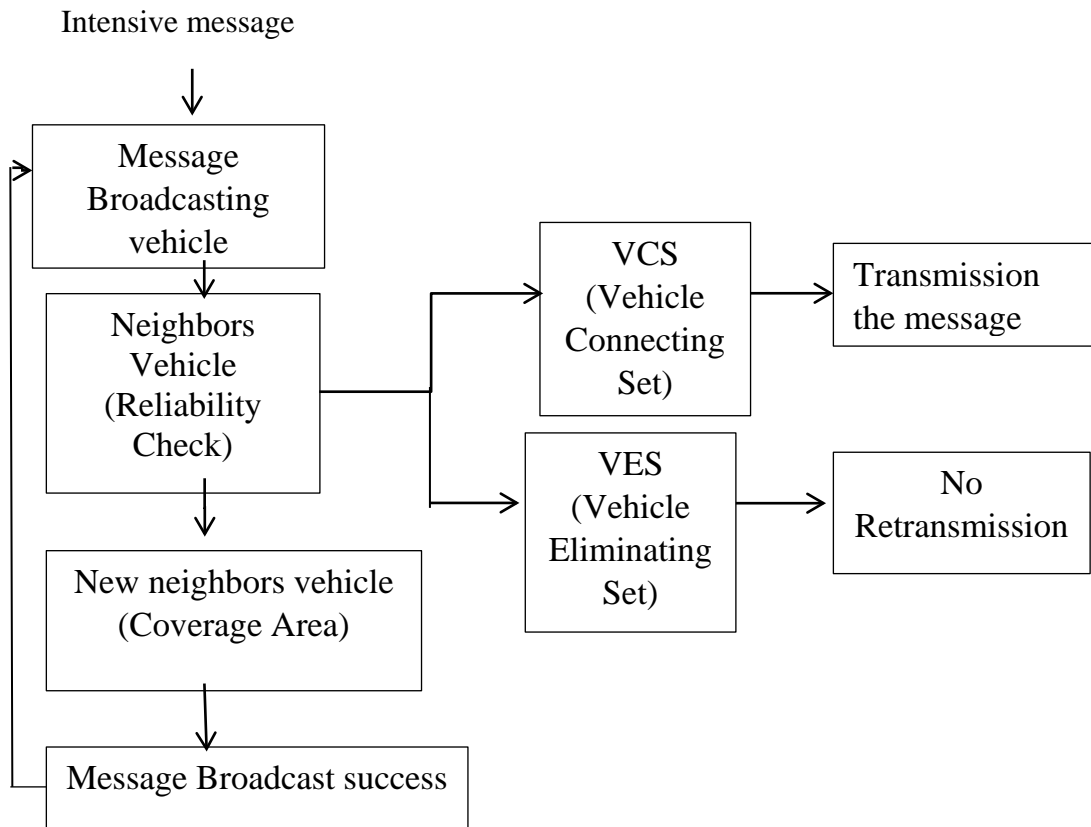 Intensive message
Message
Broadcasting
vehicle
Neighbors
Vehicle
(Reliability
Check)
New neighbors vehicle
(Coverage Area)
Message Broadcast success
VCS
(Vehicle
Connecting
Set)
Transmission
the message
VES
(Vehicle
Eliminating
Set)
No
Retransmission